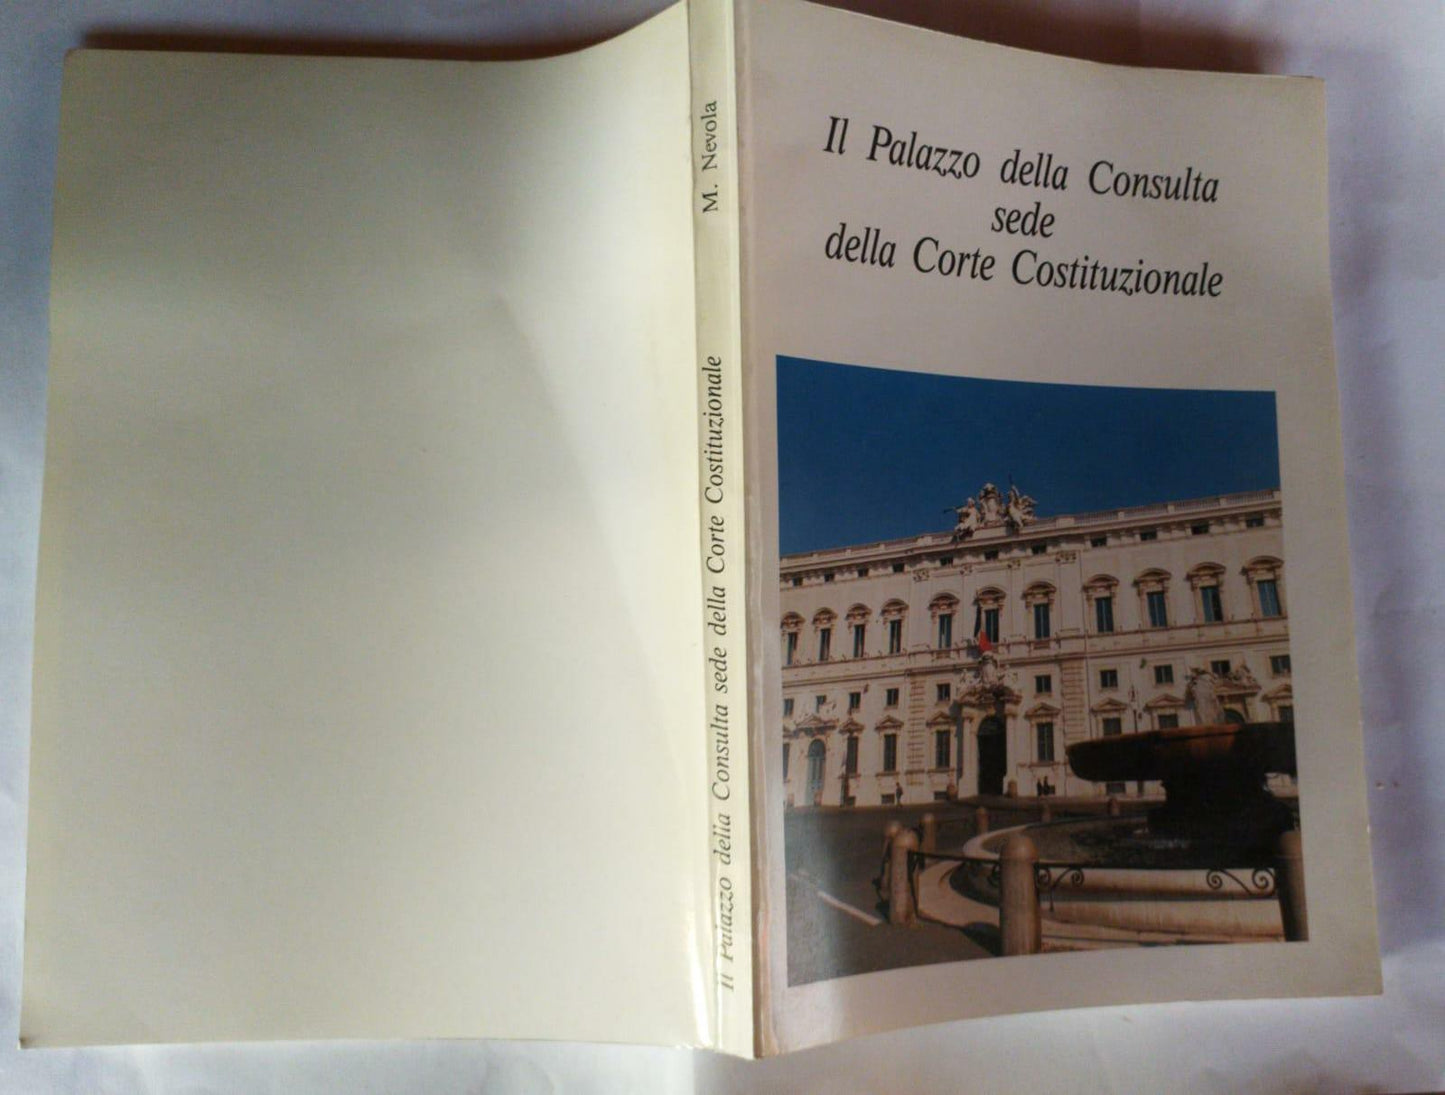 Il Palazzo della Consulta
sede
della Corte Costituzionale
Il Palazzo della Consulta sede della Corte Costituzionale
M. Nevola